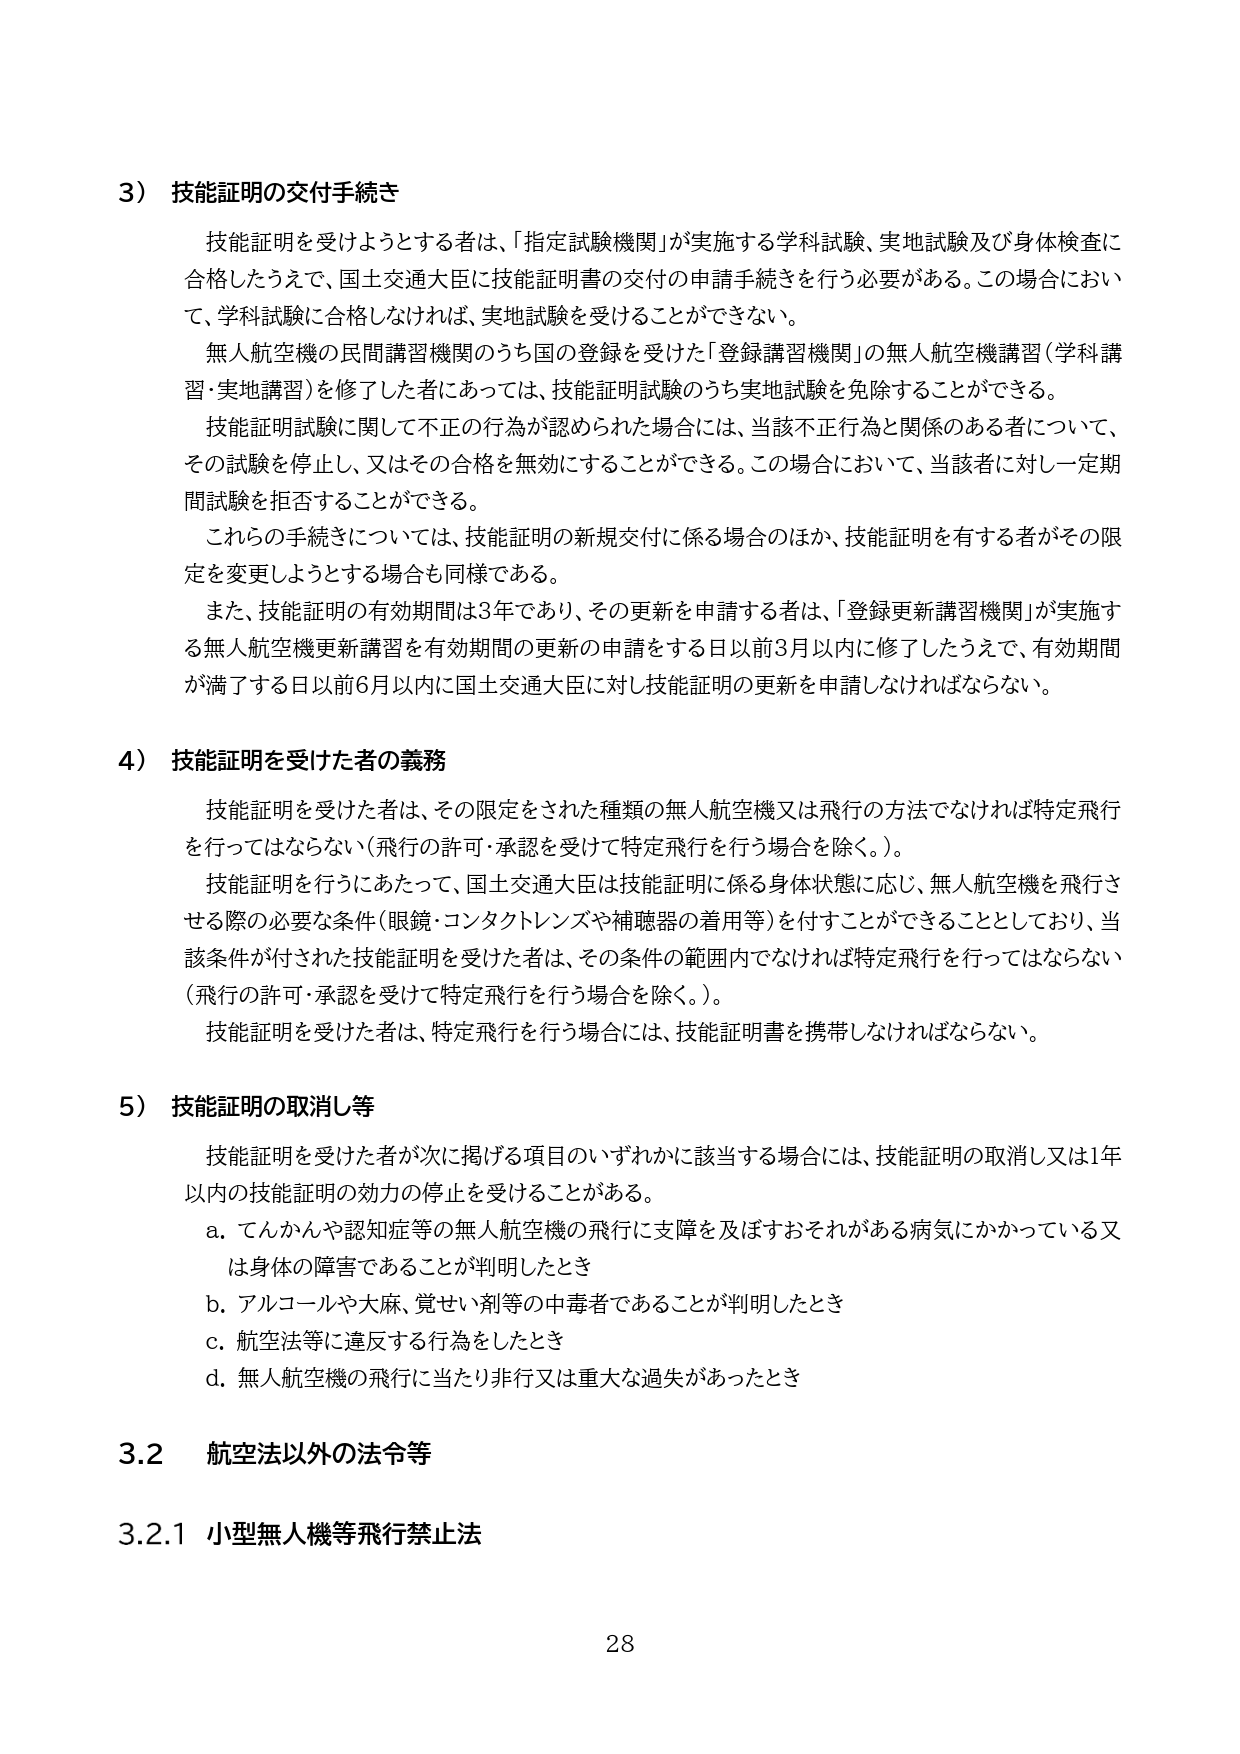 3） 技能証明の交付手続き
技能証明を受けようとする者は、「指定試験機関」が実施する学科試験、実地試験及び身体検査に
合格したうえで、国土交通大臣に技能証明書の交付の申請手続きを行う必要がある。この場合におい
て、学科試験に合格しなければ、実地試験を受けることができない。
無人航空機の民間講習機関のうち国の登録を受けた「登録講習機関」の無人航空機講習（学科講
習・実地講習）を修了した者にあっては、技能証明試験のうち実地試験を免除することができる。
技能証明試験に関して不正の行為が認められた場合には、当該不正行為と関係のある者について、
その試験を停止し、又はその合格を無効にすることができる。この場合において、当該者に対し一定期
間試験を拒否することができる。
これらの手続きについては、技能証明の新規交付に係る場合のほか、技能証明を有する者がその限
定を変更しようとする場合も同様である。
また、技能証明の有効期間は3年であり、その更新を申請する者は、「登録更新講習機関」が実施す
る無人航空機更新講習を有効期間の更新の申請をする日以前3月以内に修了したうえで、有効期間
が満了する日以前6月以内に国土交通大臣に対し技能証明の更新を申請しなければならない。
4） 技能証明を受けた者の義務
技能証明を受けた者は、その限定をされた種類の無人航空機又は飛行の方法でなければ特定飛行
を行ってはならない（飛行の許可・承認を受けて特定飛行を行う場合を除く。）。
技能証明を行うにあたって、国土交通大臣は技能証明に係る身体状態に応じ、無人航空機を飛行さ
せる際の必要な条件（眼鏡・コンタクトレンズや補聴器の着用等）を付すことができることとしており、当
該条件が付された技能証明を受けた者は、その条件の範囲内でなければ特定飛行を行ってはならない
（飛行の許可・承認を受けて特定飛行を行う場合を除く。）。
技能証明を受けた者は、特定飛行を行う場合には、技能証明書を携帯しなければならない。
5） 技能証明の取消し等
技能証明を受けた者が次に掲げる項目のいずれかに該当する場合には、技能証明の取消し又は1年
以内の技能証明の効力の停止を受けることがある。
a. てんかんや認知症等の無人航空機の飛行に支障を及ぼすおそれがある病気にかかっている又
は身体の障害であることが判明したとき
b. アルコールや大麻、覚せい剤等の中毒者であることが判明したとき
c. 航空法等に違反する行為をしたとき
d. 無人航空機の飛行に当たり非行又は重大な過失があったとき
3.2 航空法以外の法令等
3.2.1 小型無人機等飛行禁止法
28